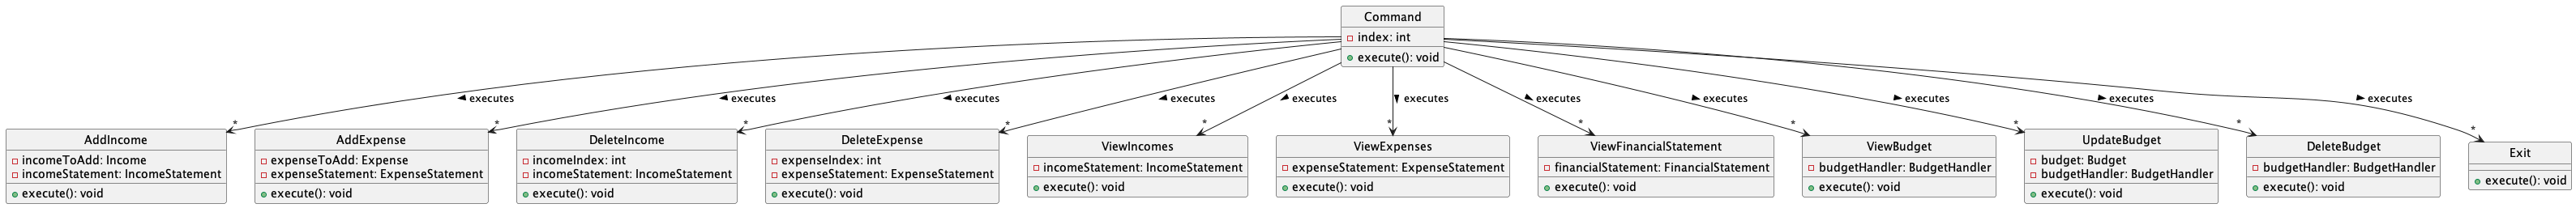 Command
index: int
execute(): void
executes
executes
executes
executes
executes
executes
executes
executes
executes
executes
executes
*
*
*
*
*
*
*
*
*
*
*
AddIncome
incomeToAdd: Income
incomeStatement: IncomeStatement
execute(): void
AddExpense
expenseToAdd: Expense
expenseStatement: ExpenseStatement
execute(): void
DeleteIncome
incomeIndex: int
incomeStatement: IncomeStatement
execute(): void
DeleteExpense
expenseIndex: int
expenseStatement: ExpenseStatement
execute(): void
ViewIncomes
incomeStatement: IncomeStatement
execute(): void
ViewExpenses
expenseStatement: ExpenseStatement
execute(): void
ViewFinancialStatement
financialStatement: FinancialStatement
execute(): void
ViewBudget
budgetHandler: BudgetHandler
execute(): void
UpdateBudget
budget: Budget
budgetHandler: BudgetHandler
execute(): void
DeleteBudget
budgetHandler: BudgetHandler
execute(): void
Exit
execute(): void